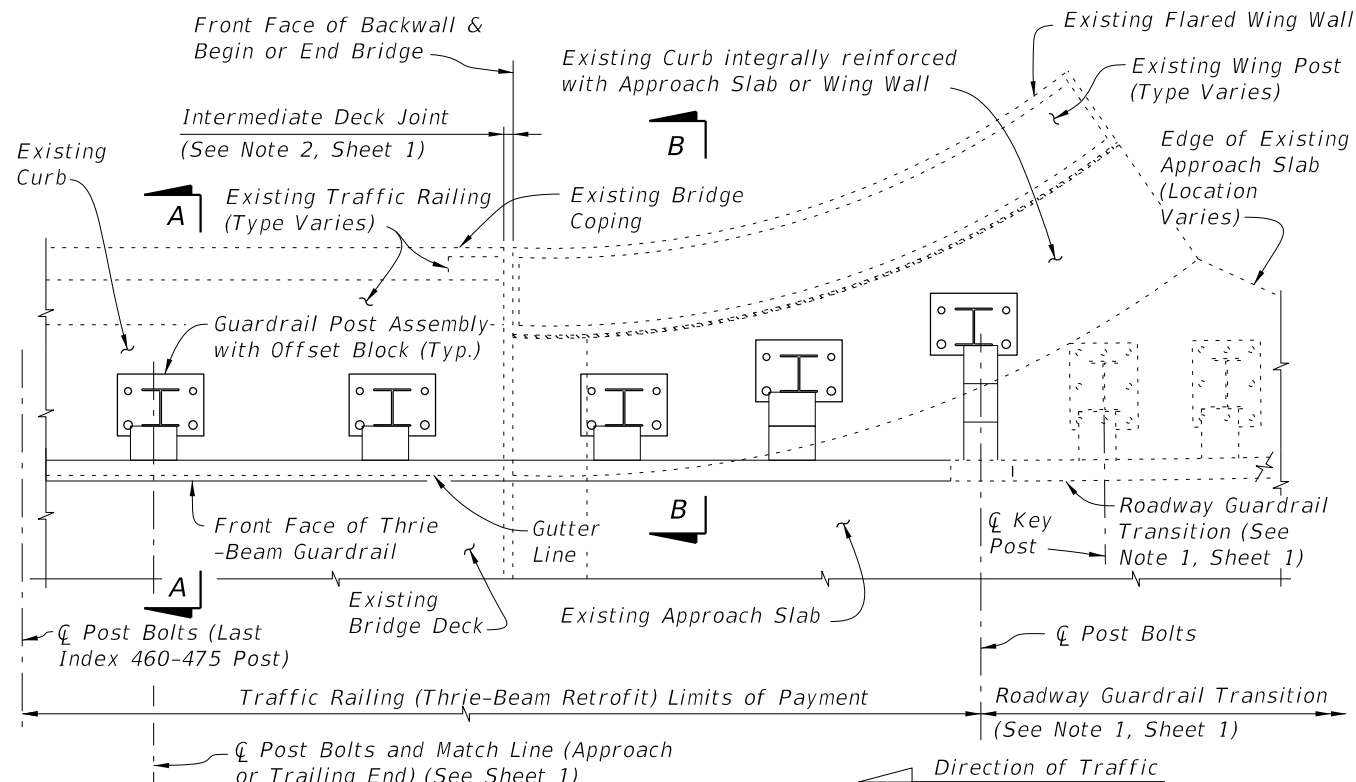 Front Face of Backwall &
Begin or End Bridge
Existing Flared Wing Wall
Existing Curb integrally reinforced
with Approach Slab or Wing Wall
Existing Wing Post
(Type Varies)
Intermediate Deck Joint
(See Note 2, Sheet 1)
B
Existing
Curb
Edge of Existing
Approach Slab
(Location
Varies)
A
Existing Traffic Railing
(Type Varies)
Existing Bridge
Coping
Guardrail Post Assembly
with Offset Block (Typ.)
Front Face of Thrie
-Beam Guardrail
Gutter
Line
B
℄ Key
Post
Roadway Guardrail
Transition (See
Note 1, Sheet 1)
A
Existing
Bridge Deck
Existing Approach Slab
℄ Post Bolts (Last
Index 460-475 Post)
℄ Post Bolts
Traffic Railing (Thrie-Beam Retrofit) Limits of Payment
Roadway Guardrail Transition
(See Note 1, Sheet 1)
℄ Post Bolts and Match Line (Approach
or Trailing End) (See Sheet 1)
Direction of Traffic